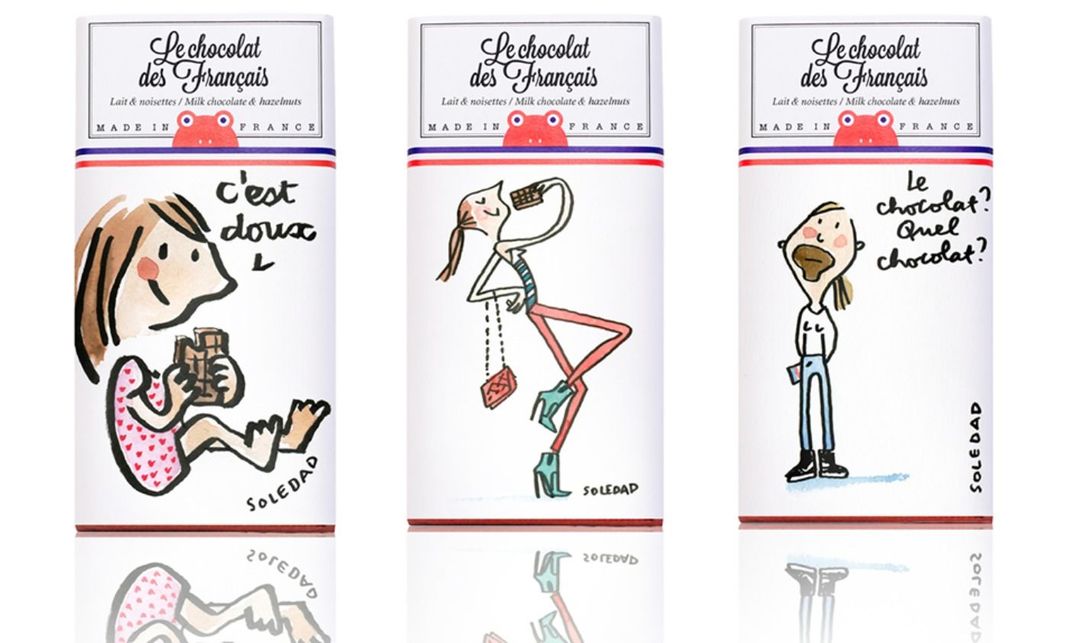 Le chocolat
des Français
Lait & noisettes / Milk chocolate & hazelnuts
MADE IN FRANCE
c'est
doux
SOLEDAD
Le chocolat
des Français
Lait & noisettes / Milk chocolate & hazelnuts
MADE IN FRANCE
SOLEDAD
Le chocolat
des Français
Lait & noisettes / Milk chocolate & hazelnuts
MADE IN FRANCE
Le
chocolat?
Quel
chocolat?
SOLEDAD